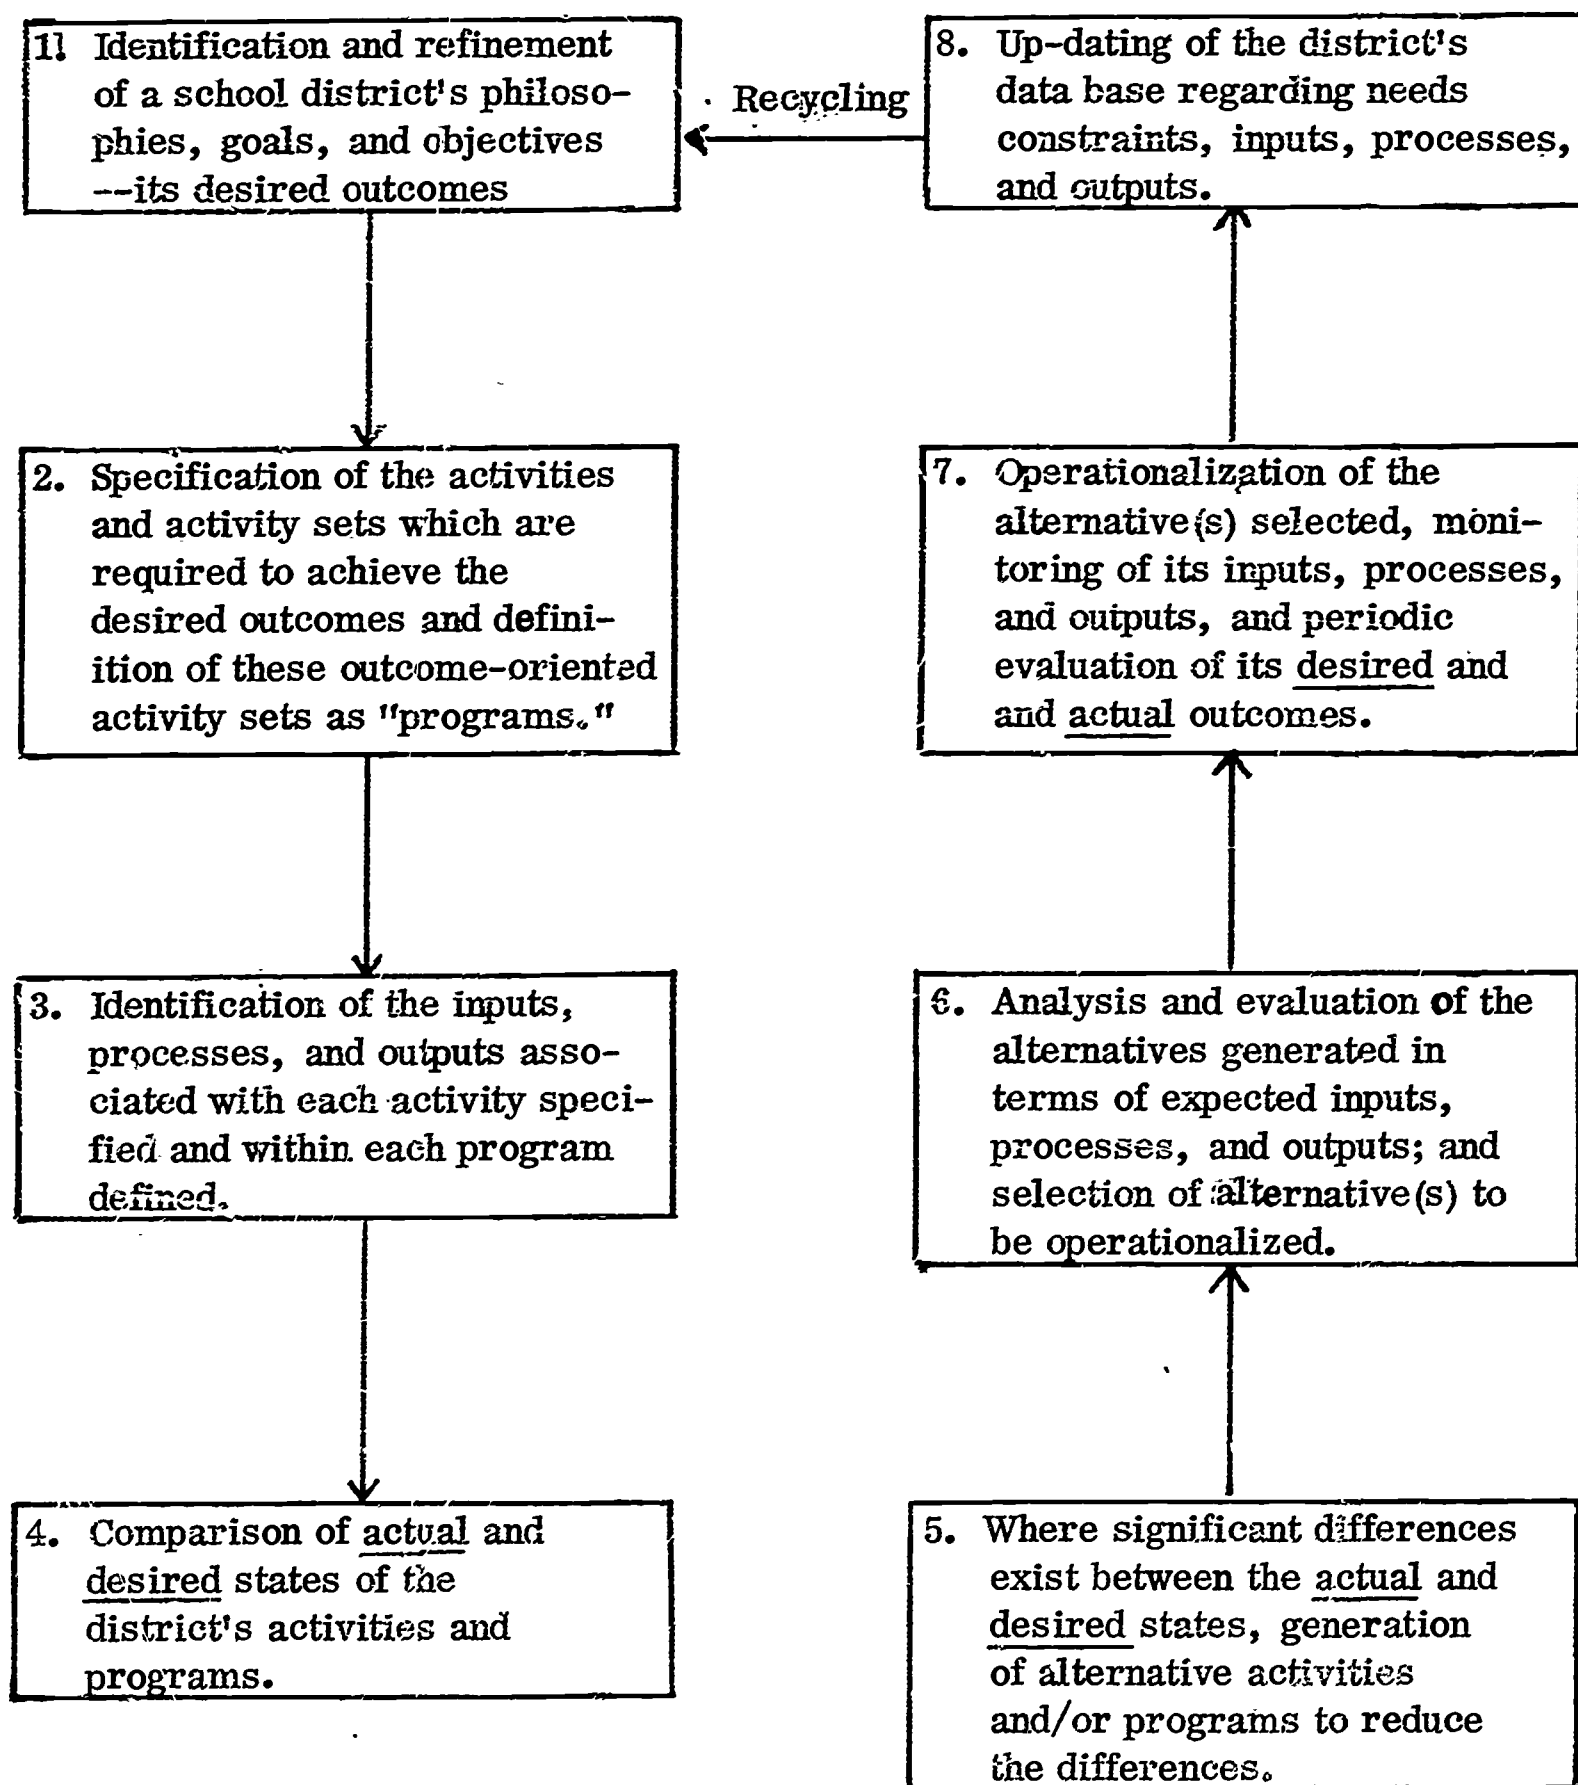 1. Identification and refinement
of a school district's philoso-
phies, goals, and objectives
--its desired outcomes
2. Specification of the activities
and activity sets which are
required to achieve the
desired outcomes and defini-
ition of these outcome-oriented
activity sets as "programs."
3. Identification of the inputs,
processes, and outputs asso-
ciated with each activity speci-
fied and within each program
defined.
4. Comparison of actual and
desired states of the
district's activities and
programs.
5. Where significant differences
exist between the actual and
desired states, generation
of alternative activities
and/or programs to reduce
the differences.
6. Analysis and evaluation of the
alternatives generated in
terms of expected inputs,
processes, and outputs; and
selection of alternative(s) to
be operationalized.
7. Operationalization of the
alternative(s) selected, moni-
toring of its inputs, processes,
and outputs, and periodic
evaluation of its desired and
and actual outcomes.
8. Up-dating of the district's
data base regarding needs
constraints, inputs, processes,
and outputs.
Recycling